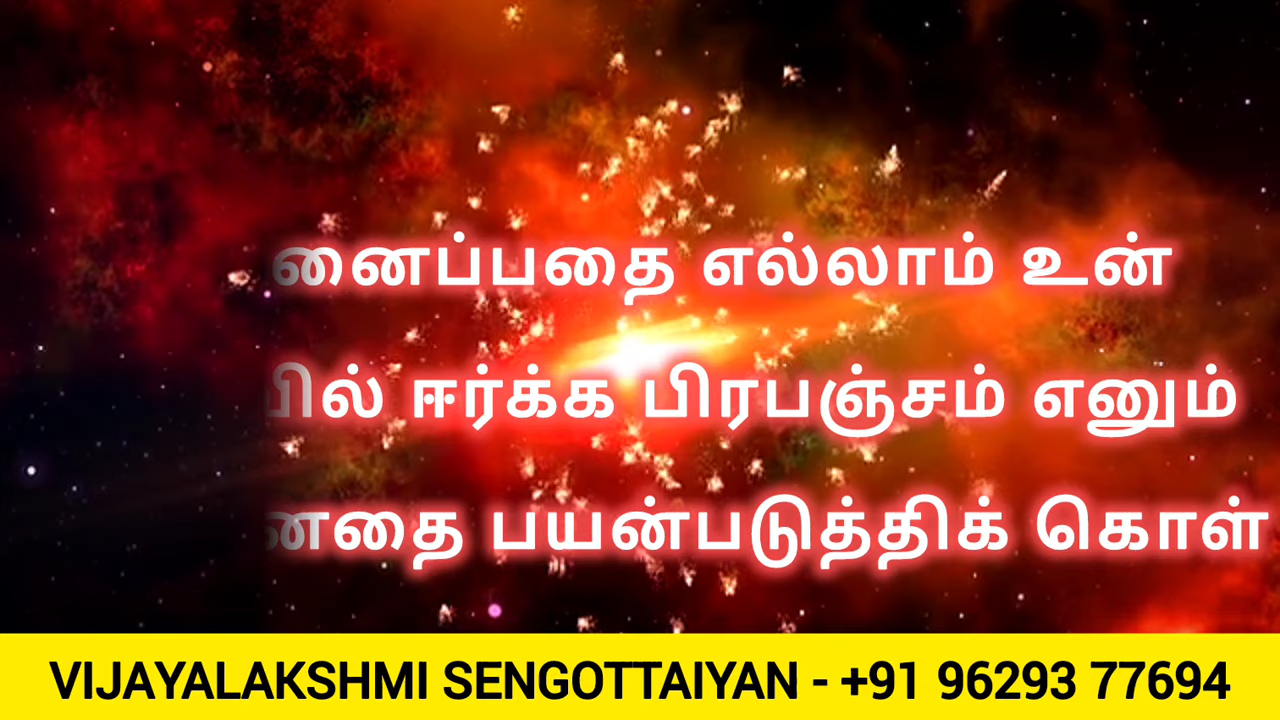 னைப்பதை எல்லாம் உன்
யில் ஈர்க்க பிரபஞ்சம் எனும்
னதை பயன்படுத்திக் கொள்
VIJAYALAKSHMI SENGOTTAIYAN - +91 96293 77694